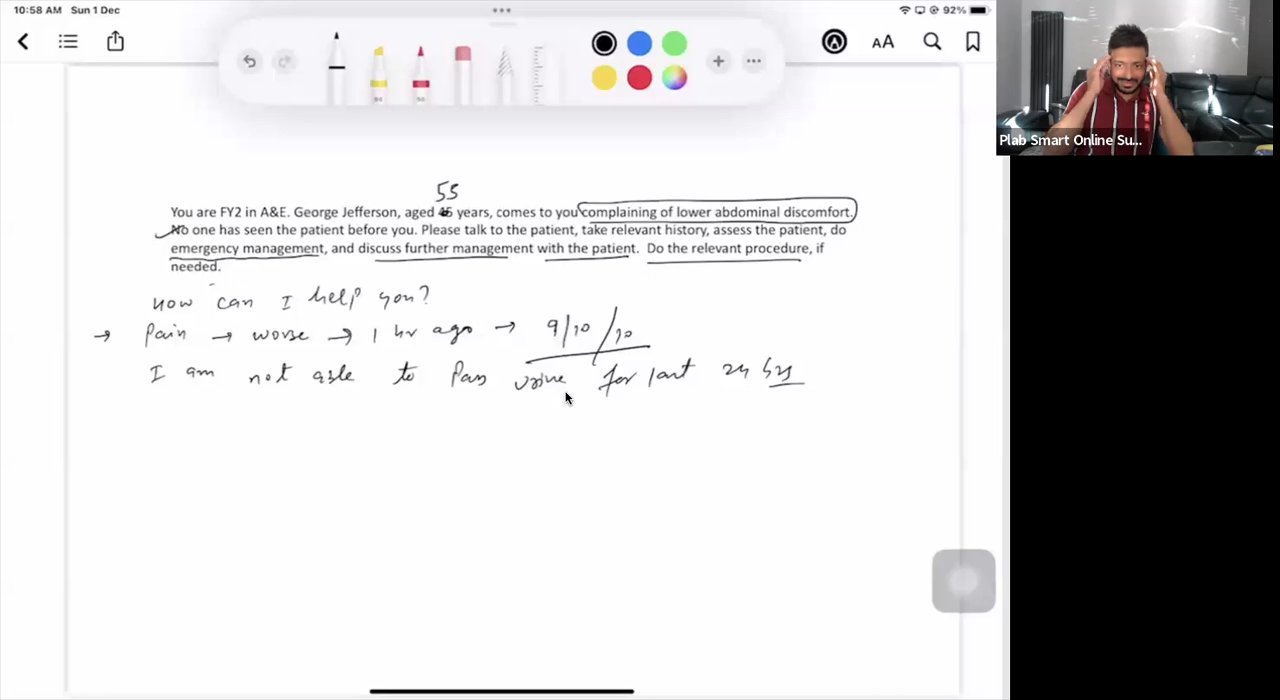 10:58 AM Sun 1 Dec
92%
AA
Plab Smart Online Su...
55
You are FY2 in A&E. George Jefferson, aged years, comes to you complaining of lower abdominal discomfort.
No one has seen the patient before you. Please talk to the patient, take relevant history, assess the patient, do
emergency management, and discuss further management with the patient. Do the relevant procedure, if
needed.
How can I help you?
→ Pain → worse → 1 hr ago → 9/10 /10
I am not able to Pass urine for last 24 hrs